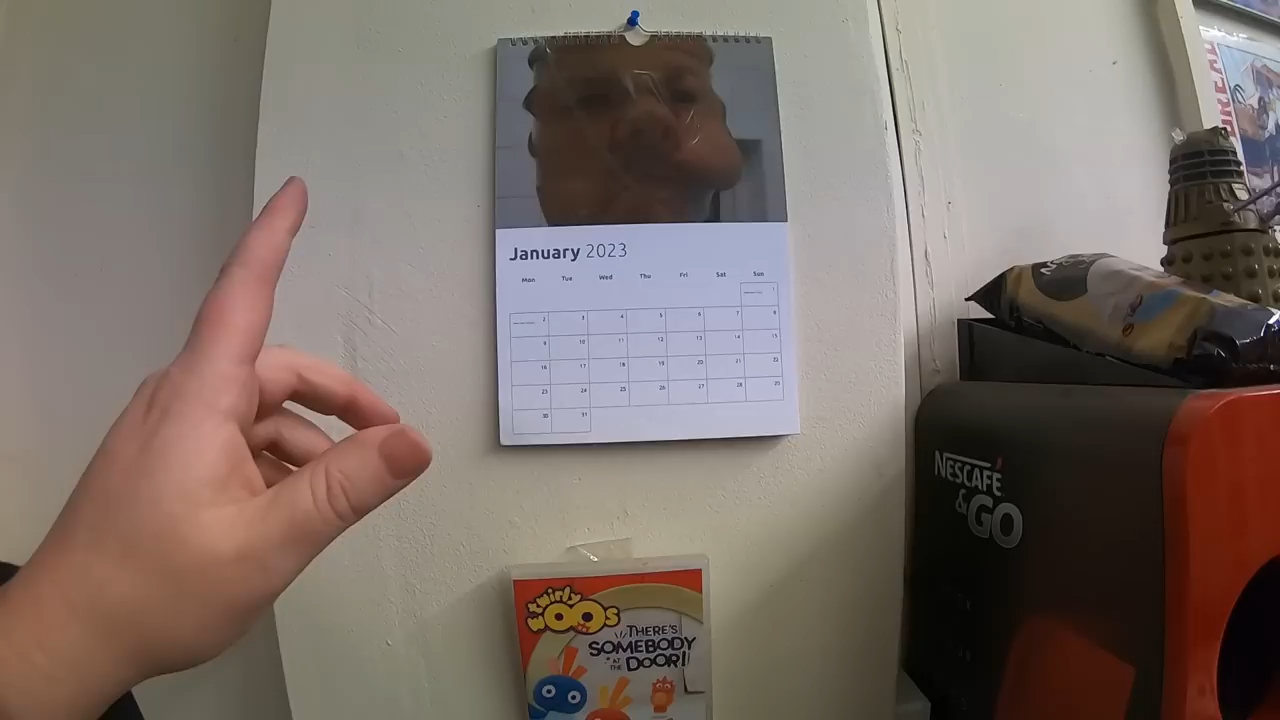 January 2023
Mon Tue Wed Thu Fri Sat Sun
1
2 3 4 5 6 7 8
9 10 11 12 13 14 15
16 17 18 19 20 21 22
23 24 25 26 27 28 29
30 31
NESCAFÉ
&GO
twirly
woos
THERE'S
SOMEBODY
AT THE DOOR!